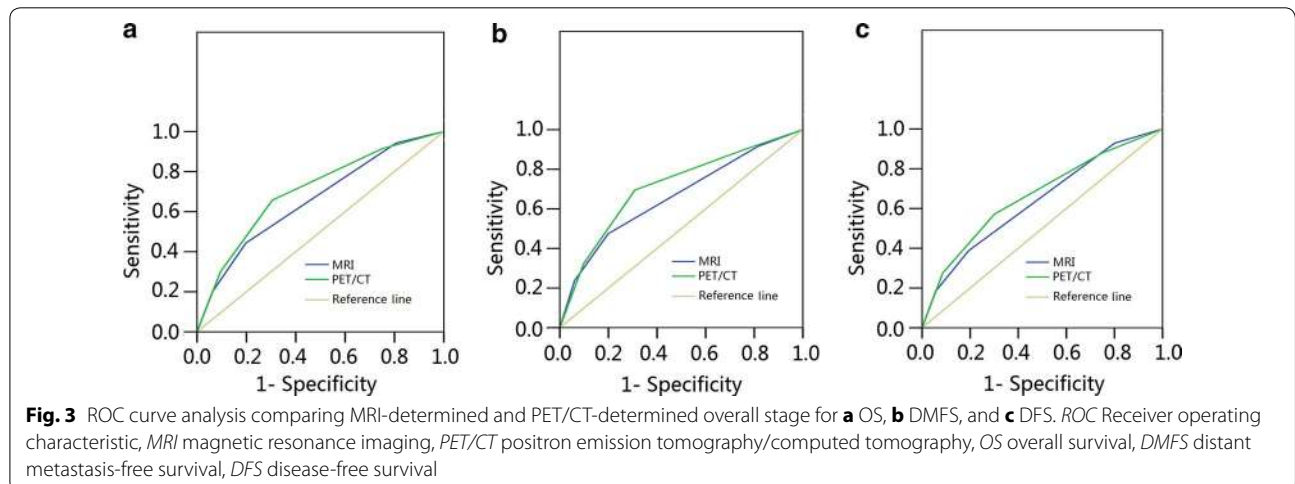 a
1.0
0.8
0.6
0.4
0.2
0.0
Sensitivity
MRI
PET/CT
Reference line
0.0 0.2 0.4 0.6 0.8 1.0
1- Specificity
b
1.0
0.8
0.6
0.4
0.2
0.0
Sensitivity
MRI
PET/CT
Reference line
0.0 0.2 0.4 0.6 0.8 1.0
1- Specificity
c
1.0
0.8
0.6
0.4
0.2
0.0
Sensitivity
MRI
PET/CT
Reference line
0.0 0.2 0.4 0.6 0.8 1.0
1- Specificity
Fig. 3 ROC curve analysis comparing MRI-determined and PET/CT-determined overall stage for a OS, b DMFS, and c DFS. ROC Receiver operating
characteristic, MRI magnetic resonance imaging, PET/CT positron emission tomography/computed tomography, OS overall survival, DMFS distant
metastasis-free survival, DFS disease-free survival